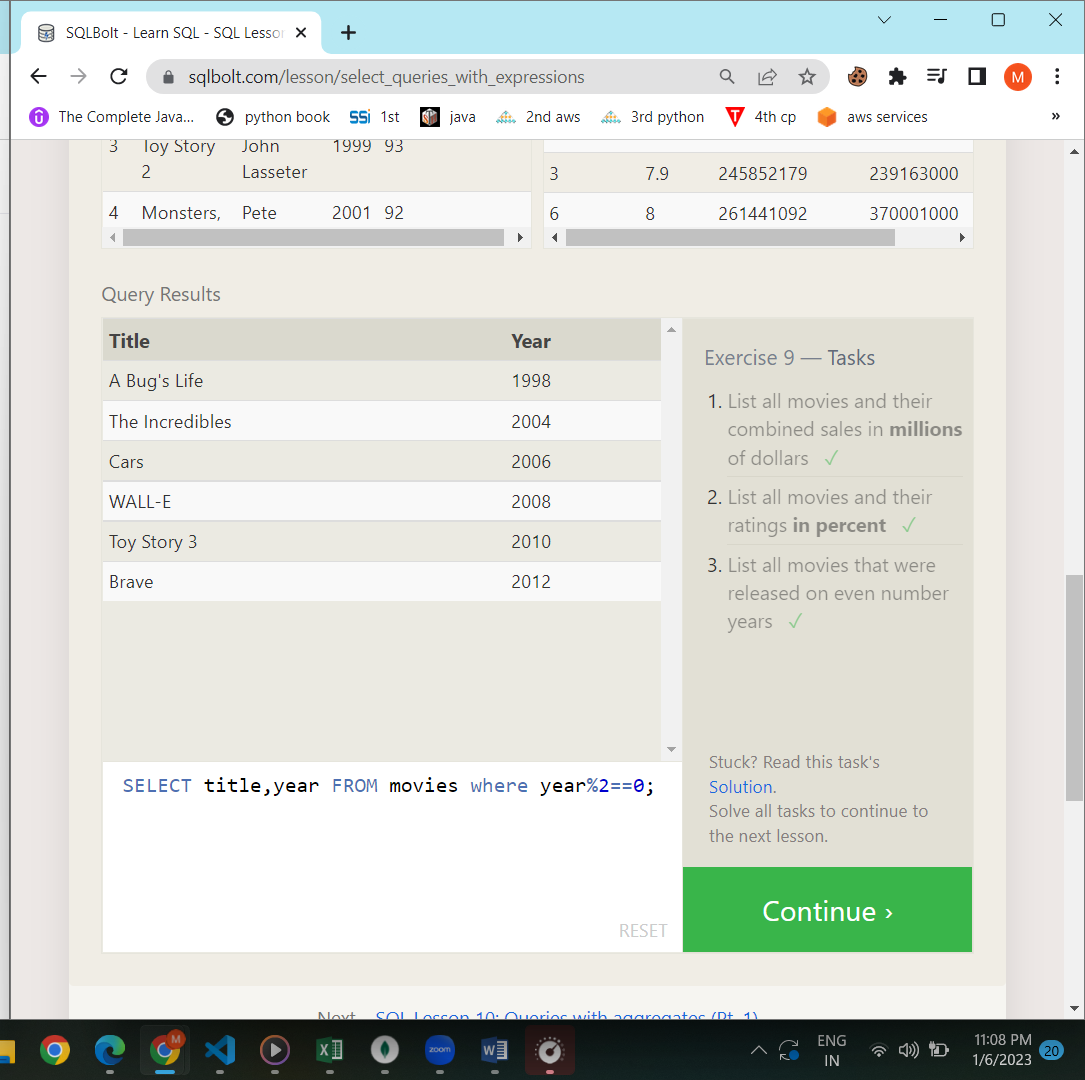 SQLBolt - Learn SQL - SQL Lesson
sqlbolt.com/lesson/select_queries_with_expressions
M
The Complete Java...
python book
SSi 1st
java
2nd aws
3rd python
4th cp
aws services
»
3 Toy Story 2 John Lasseter 1999 93
4 Monsters, Pete 2001 92
3 7.9 245852179 239163000
6 8 261441092 370001000
Query Results
Title Year
A Bug's Life 1998
The Incredibles 2004
Cars 2006
WALL-E 2008
Toy Story 3 2010
Brave 2012
Exercise 9 — Tasks
1. List all movies and their
combined sales in millions
of dollars ✓
2. List all movies and their
ratings in percent ✓
3. List all movies that were
released on even number
years ✓
Stuck? Read this task's
Solution.
Solve all tasks to continue to
the next lesson.
SELECT title,year FROM movies where year%2==0;
RESET
Continue ›
Next – SQL Lesson 10: Queries with aggregates (Pt. 1)
M
zoom
ENG
IN
11:08 PM
1/6/2023
20